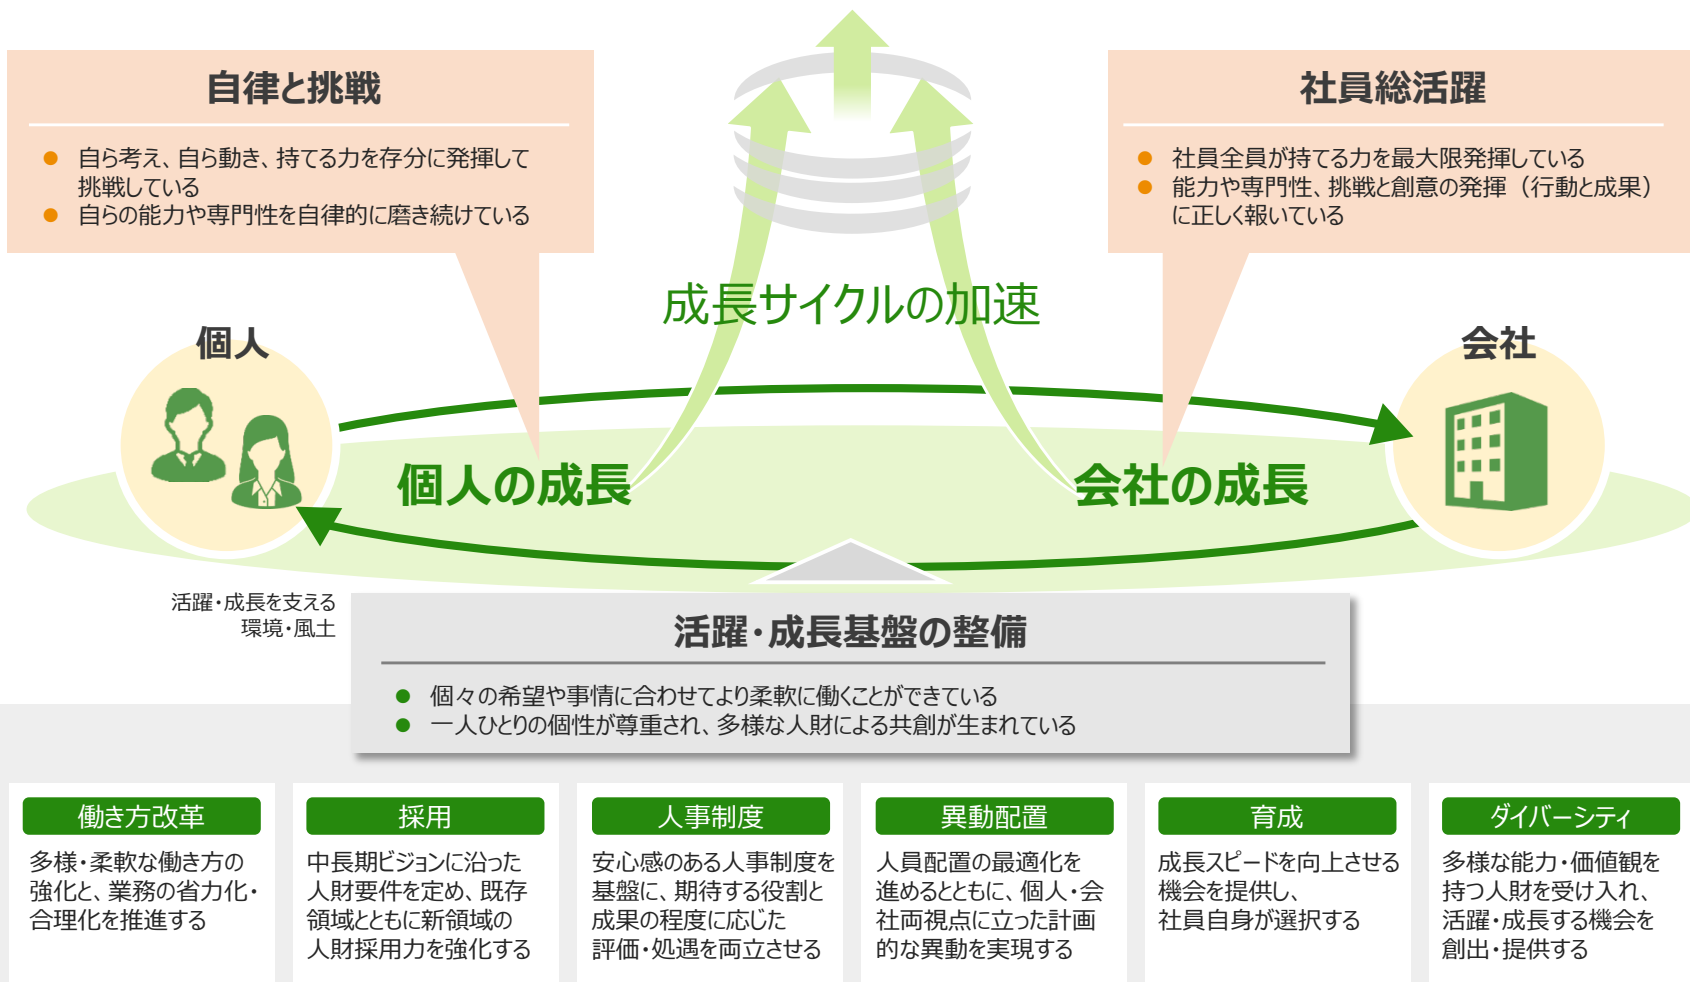 自律と挑戦
自ら考え、自ら動き、持てる力を存分に発揮して
挑戦している
自らの能力や専門性を自律的に磨き続けている
社員総活躍
社員全員が持てる力を最大限発揮している
能力や専門性、挑戦と創意の発揮（行動と成果）
に正しく報いている
成長サイクルの加速
個人
会社
個人の成長
会社の成長
活躍・成長を支える
環境・風土
活躍・成長基盤の整備
個々の希望や事情に合わせてより柔軟に働くことができている
一人ひとりの個性が尊重され、多様な人財による共創が生まれている
働き方改革
多様・柔軟な働き方の
強化と、業務の省力化・
合理化を推進する
採用
中長期ビジョンに沿った
人財要件を定め、既存
領域とともに新領域の
人財採用力を強化する
人事制度
安心感のある人事制度を
基盤に、期待する役割と
成果の程度に応じた
評価・処遇を両立させる
異動配置
人員配置の最適化を
進めるとともに、個人・会
社両視点に立った計画
的な異動を実現する
育成
成長スピードを向上させる
機会を提供し、
社員自身が選択する
ダイバーシティ
多様な能力・価値観を
持つ人財を受け入れ、
活躍・成長する機会を
創出・提供する